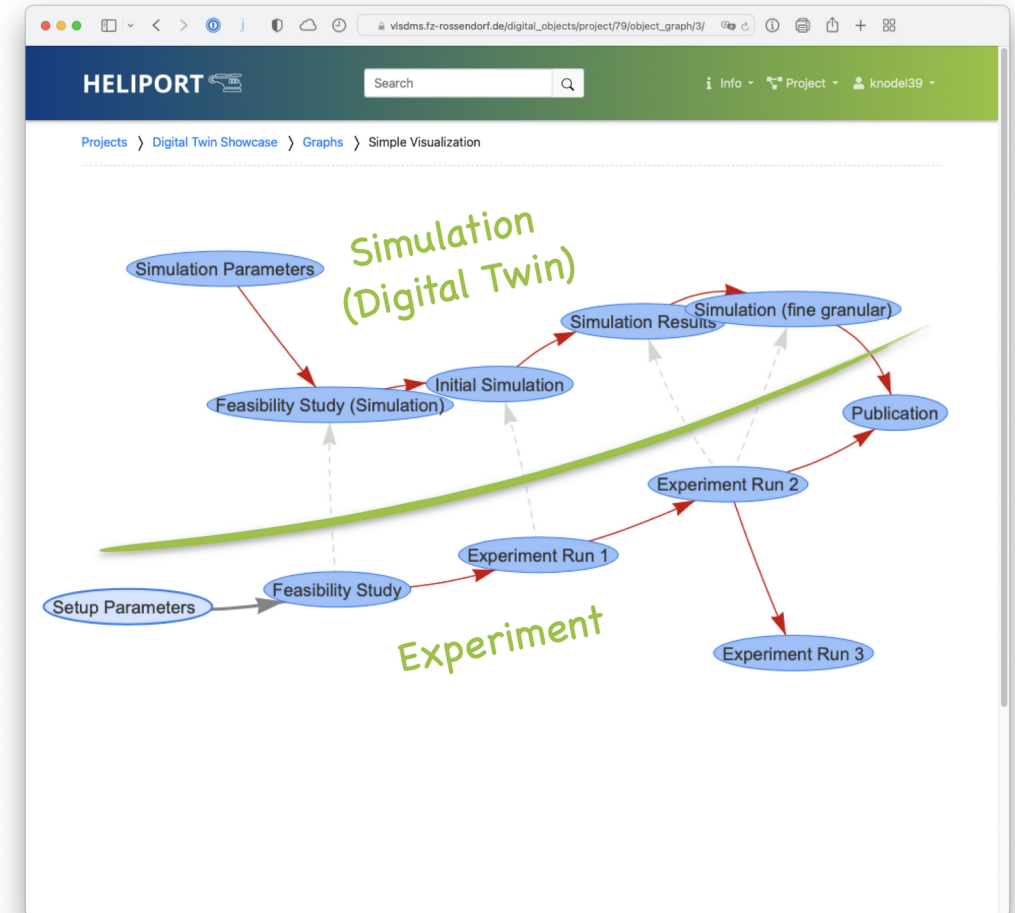 vlsdms.fz-rossendorf.de/digital_objects/project/79/object_graph/3/
HELIPORT
Search
Info
Project
knodel39
Projects 〉 Digital Twin Showcase 〉 Graphs 〉 Simple Visualization
Simulation
(Digital Twin)
Simulation Parameters
Simulation Results
Simulation (fine granular)
Initial Simulation
Feasibility Study (Simulation)
Publication
Experiment Run 2
Experiment Run 1
Feasibility Study
Setup Parameters
Experiment
Experiment Run 3